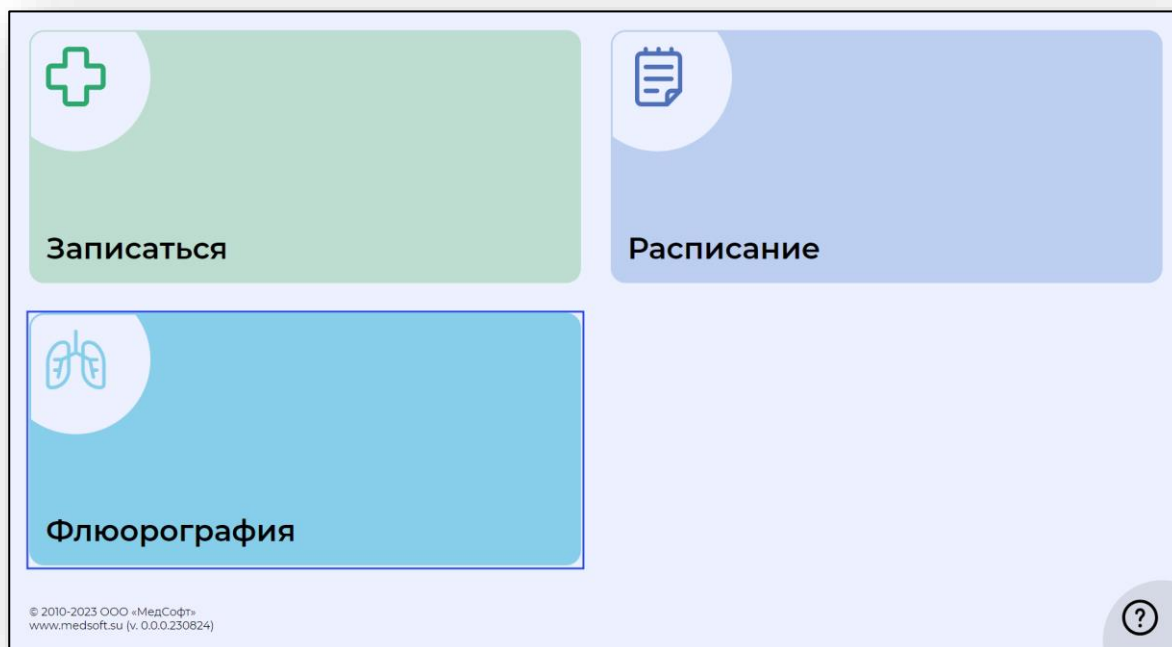 Записаться
Расписание
Флюорография
© 2010-2023 ООО «МедСофт»
www.medsoft.su (v. 0.0.0.230824)
?